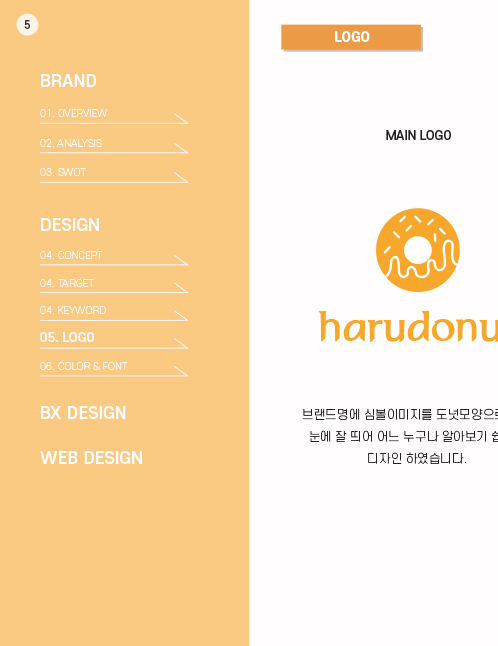 5
BRAND
01. OVERVIEW
02. ANALYSIS
03. SWOT
DESIGN
04. CONCEPT
04. TARGET
04. KEYWORD
05. LOGO
06. COLOR & FONT
BX DESIGN
WEB DESIGN
LOGO
MAIN LOGO
harudonu
브랜드명에 심볼이미지를 도넛모양으로
눈에 잘 띄어 어느 누구나 알아보기 쉽
디자인 하였습니다.